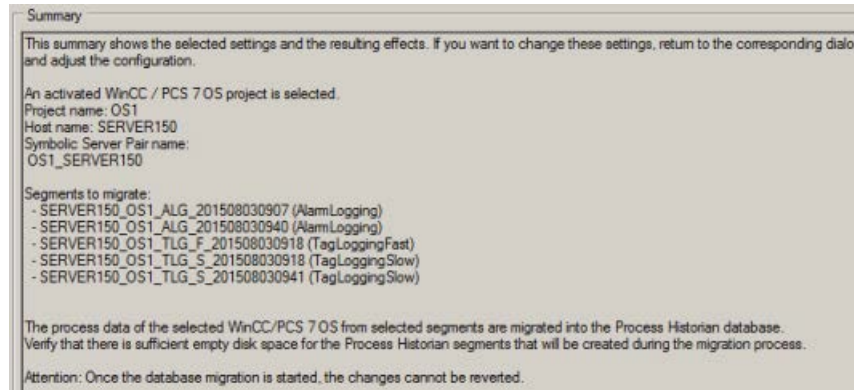 Summary
This summary shows the selected settings and the resulting effects. If you want to change these settings, return to the corresponding dialo
and adjust the configuration.
An activated WinCC / PCS 7 OS project is selected.
Project name: OS1
Host name: SERVER150
Symbolic Server Pair name:
OS1_SERVER150
Segments to migrate:
- SERVER150_OS1_ALG_201508030907 (AlarmLogging)
- SERVER150_OS1_ALG_201508030940 (AlarmLogging)
- SERVER150_OS1_TLG_F_201508030918 (TagLoggingFast)
- SERVER150_OS1_TLG_S_201508030918 (TagLoggingSlow)
- SERVER150_OS1_TLG_S_201508030941 (TagLoggingSlow)
The process data of the selected WinCC/PCS 7 OS from selected segments are migrated into the Process Historian database.
Verify that there is sufficient empty disk space for the Process Historian segments that will be created during the migration process.
Attention: Once the database migration is started, the changes cannot be reverted.